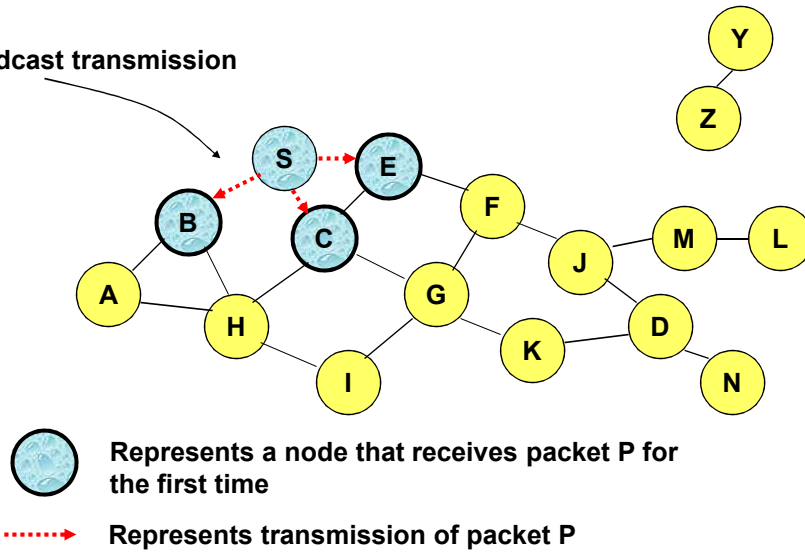 dcast transmission
Y
Z
S
E
B
F
C
M
L
J
A
G
H
D
K
I
N
Represents a node that receives packet P for
the first time
Represents transmission of packet P